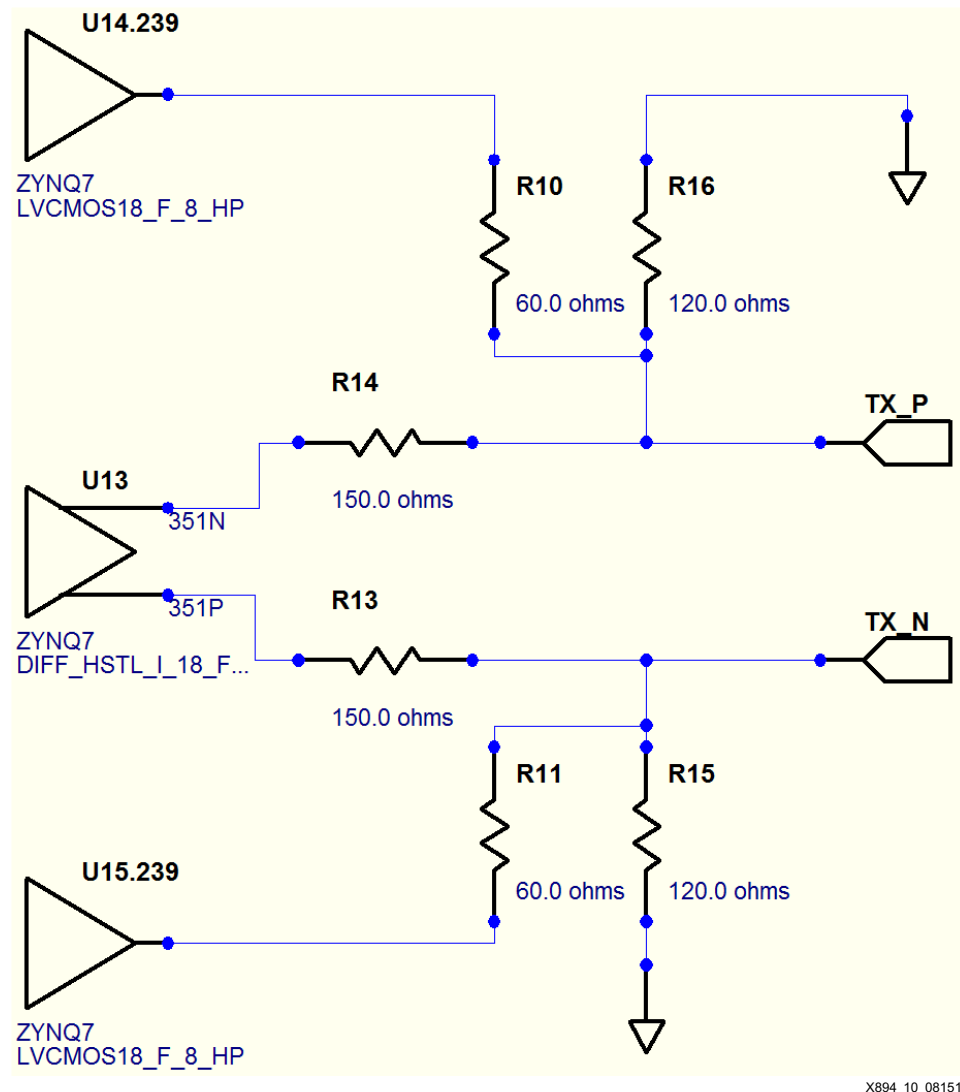 U14.239
ZYNQ7
LVCMOS18_F_8_HP
R10
R16
60.0 ohms
120.0 ohms
R14
150.0 ohms
TX_P
U13
351N
351P
ZYNQ7
DIFF_HSTL_I_18_F...
R13
150.0 ohms
TX_N
R11
R15
60.0 ohms
120.0 ohms
U15.239
ZYNQ7
LVCMOS18_F_8_HP
X894_10_08151